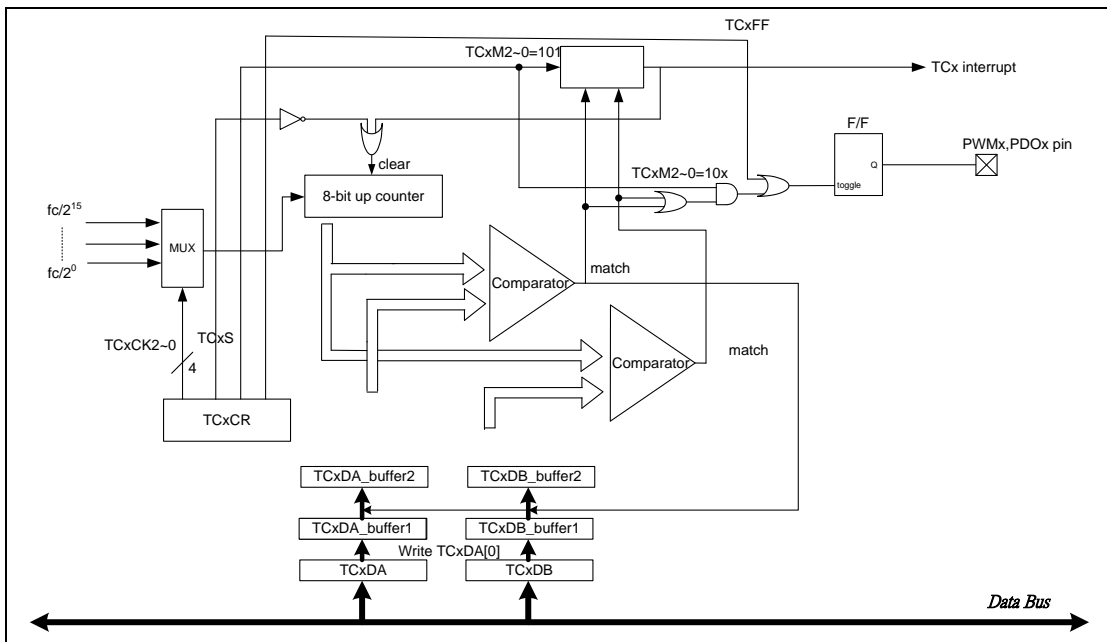 TCxFF
TCxM2~0=101
TCx interrupt
F/F
PWMx,PDOx pin
Q
toggle
clear
TCxM2~0=10x
8-bit up counter
fc/2¹⁵
MUX
fc/2⁰
match
Comparator
TCxCK2~0
TCxS
4
Comparator
match
TCxCR
TCxDA_buffer2
TCxDB_buffer2
TCxDA_buffer1
TCxDB_buffer1
Write TCxDA[0]
TCxDA
TCxDB
Data Bus